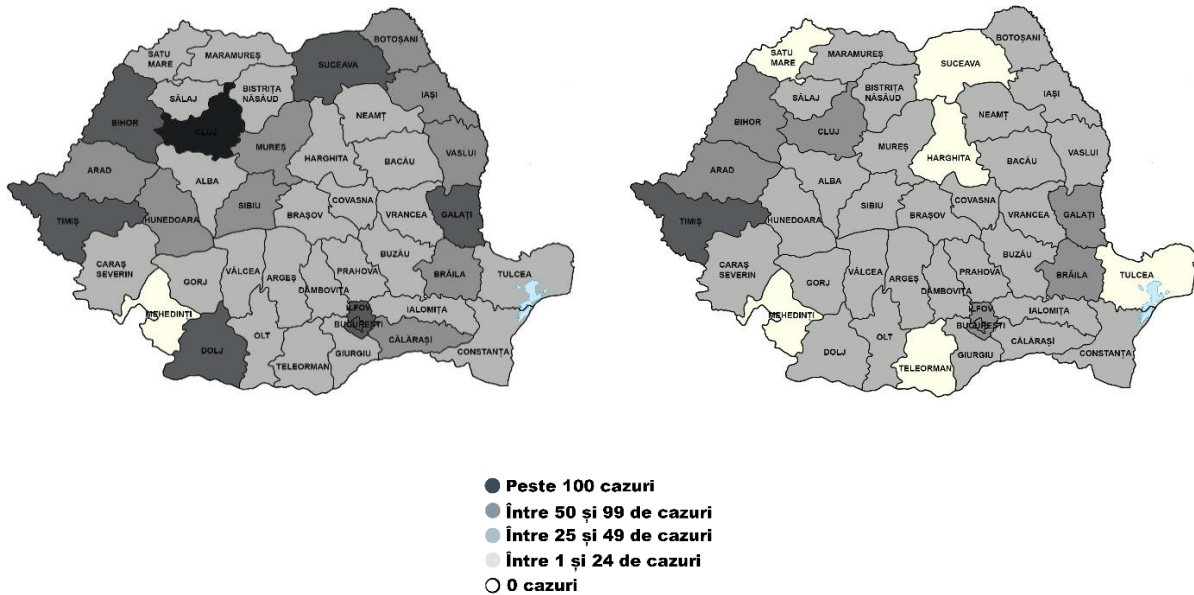 BOTOȘANI
SATU
MARE
MARAMUREȘ
SUCEAVA
SĂLAJ
BISTRIȚA
NĂSĂUD
IAȘI
NEAMȚ
BIHOR
CLUJ
MUREȘ
HARGHITA
BACĂU
VASLUI
ARAD
ALBA
COVASNA
TIMIȘ
HUNEDOARA
SIBIU
BRAȘOV
VRANCEA
GALAȚI
CARAȘ
SEVERIN
GORJ
VÂLCEA
ARGEȘ
PRAHOVA
BUZĂU
BRĂILA
TULCEA
DÂMBOVIȚA
MEHEDINTI
ILFOV
IALOMIȚA
BUCUREȘTI
OLT
DOLJ
GIURGIU
CĂLĂRAȘI
CONSTANȚA
TELEORMAN
BOTOȘANI
SATU
MARE
MARAMUREȘ
SUCEAVA
SĂLAJ
BISTRIȚA
NĂSĂUD
IAȘI
NEAMȚ
BIHOR
CLUJ
MUREȘ
HARGHITA
BACĂU
VASLUI
ARAD
ALBA
COVASNA
TIMIȘ
HUNEDOARA
SIBIU
BRAȘOV
VRANCEA
GALAȚI
CARAȘ
SEVERIN
GORJ
VÂLCEA
ARGEȘ
PRAHOVA
BUZĂU
BRĂILA
TULCEA
DÂMBOVIȚA
MEHEDINTI
ILFOV
IALOMIȚA
BUCUREȘTI
OLT
DOLJ
GIURGIU
CĂLĂRAȘI
CONSTANȚA
TELEORMAN
Peste 100 cazuri
Între 50 și 99 de cazuri
Între 25 și 49 de cazuri
Între 1 și 24 de cazuri
0 cazuri